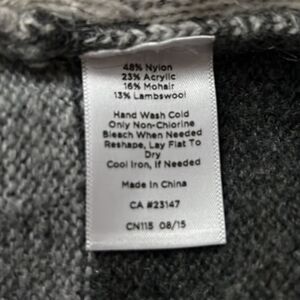 48% Nylon
23% Acrylic
16% Mohair
13% Lambswool
Hand Wash Cold
Only Non-Chlorine
Bleach When Needed
Reshape, Lay Flat To
Dry
Cool Iron, If Needed
Made In China
CA #23147
CN115 08/15